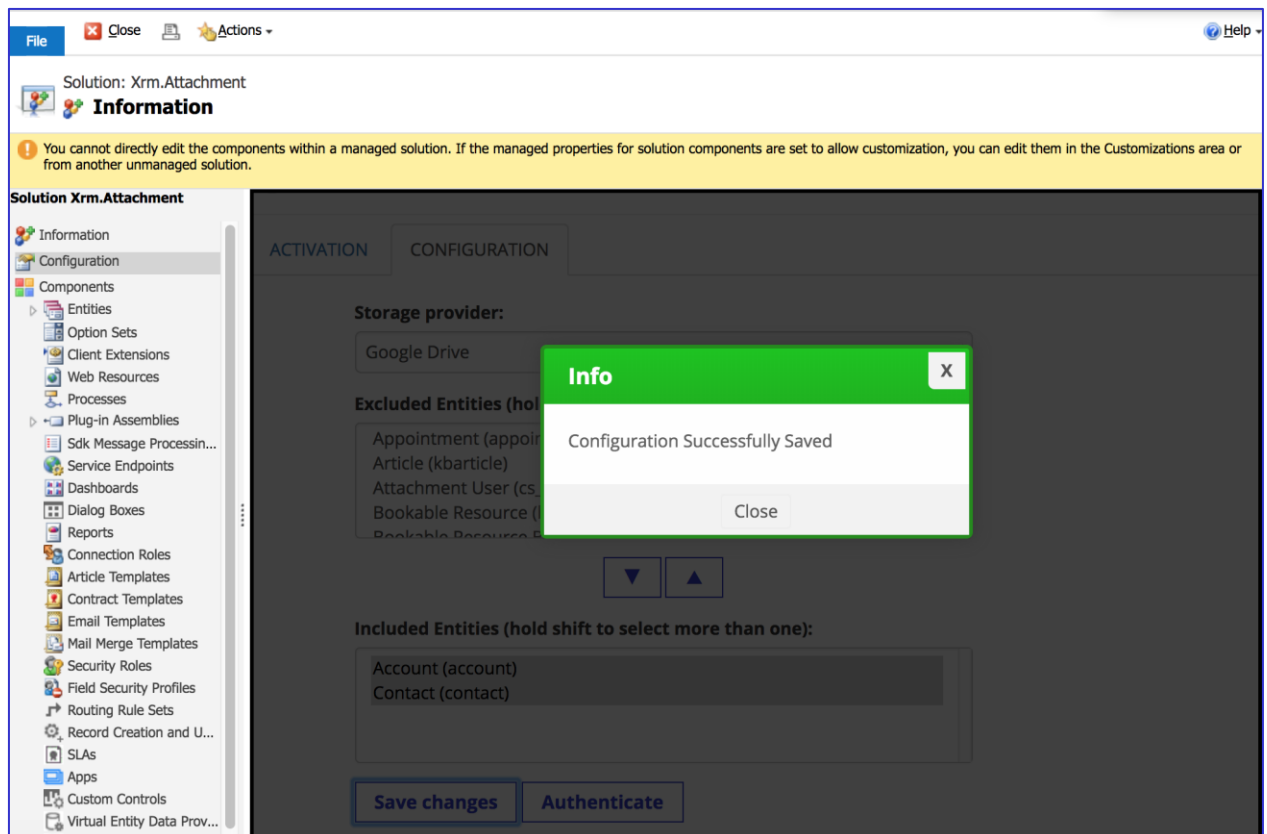 File
Close
Actions
Help
Solution: Xrm.Attachment
Information
You cannot directly edit the components within a managed solution. If the managed properties for solution components are set to allow customization, you can edit them in the Customizations area or
from another unmanaged solution.
Solution Xrm.Attachment
Information
Configuration
Components
Entities
Option Sets
Client Extensions
Web Resources
Processes
Plug-in Assemblies
Sdk Message Processin...
Service Endpoints
Dashboards
Dialog Boxes
Reports
Connection Roles
Article Templates
Contract Templates
Email Templates
Mail Merge Templates
Security Roles
Field Security Profiles
Routing Rule Sets
Record Creation and U...
SLAs
Apps
Custom Controls
Virtual Entity Data Prov...
ACTIVATION
CONFIGURATION
Storage provider:
Google Drive
Excluded Entities (hol
Appointment (appoin
Article (kbarticle)
Attachment User (cs_
Bookable Resource (
Bookable Resource
Info
X
Configuration Successfully Saved
Close
Included Entities (hold shift to select more than one):
Account (account)
Contact (contact)
Save changes
Authenticate